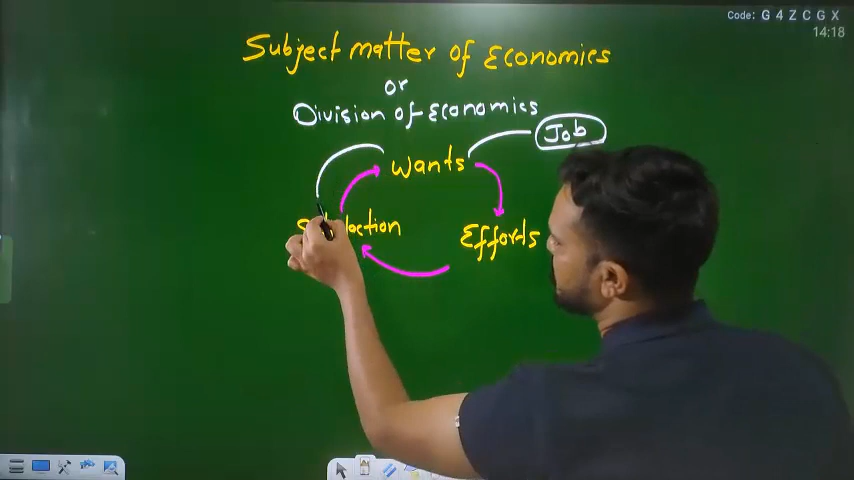 Code: G 4 Z C G X
14:18
Subject matter of Economics
or
Division of Economics
Job
Wants
Efforts